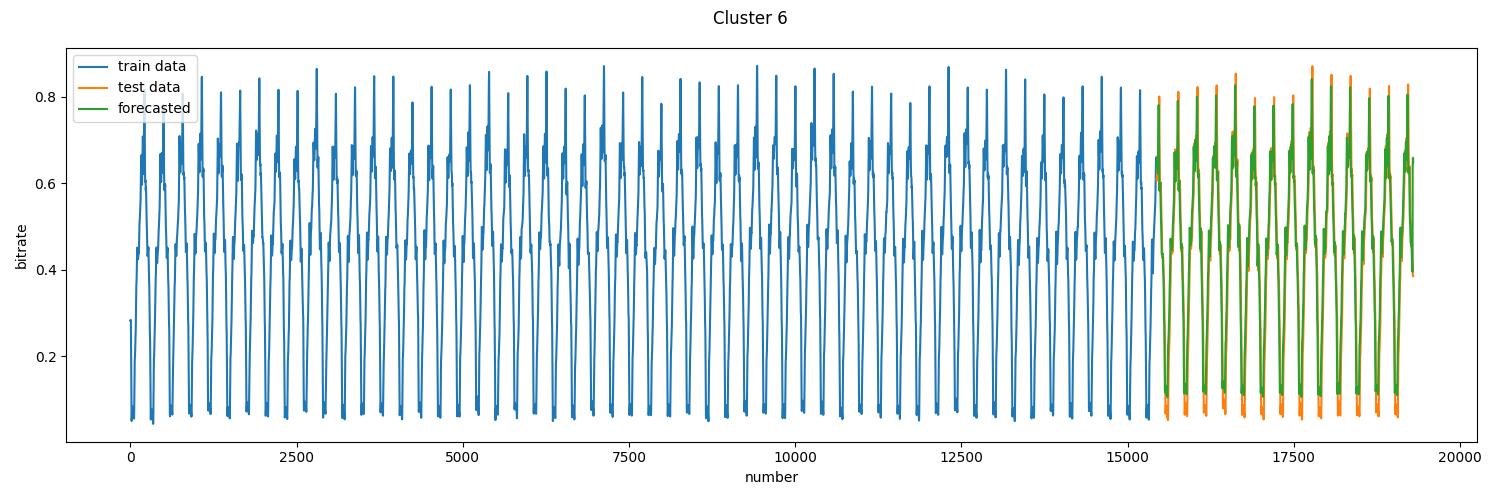 Cluster 6
train data
test data
forecasted
bitrate
0.8
0.6
0.4
0.2
0 2500 5000 7500 10000 12500 15000 17500 20000
number